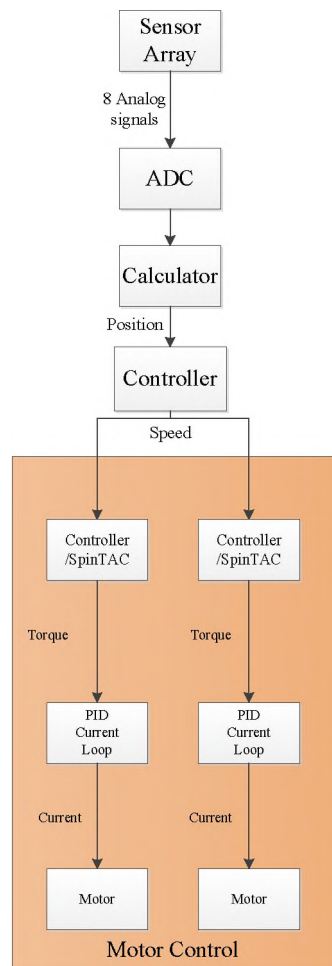 Sensor
Array
8 Analog
signals
ADC
Calculator
Position
Controller
Speed
Controller
/SpinTAC
Controller
/SpinTAC
Torque
Torque
PID
Current
Loop
PID
Current
Loop
Current
Current
Motor
Motor
Motor Control